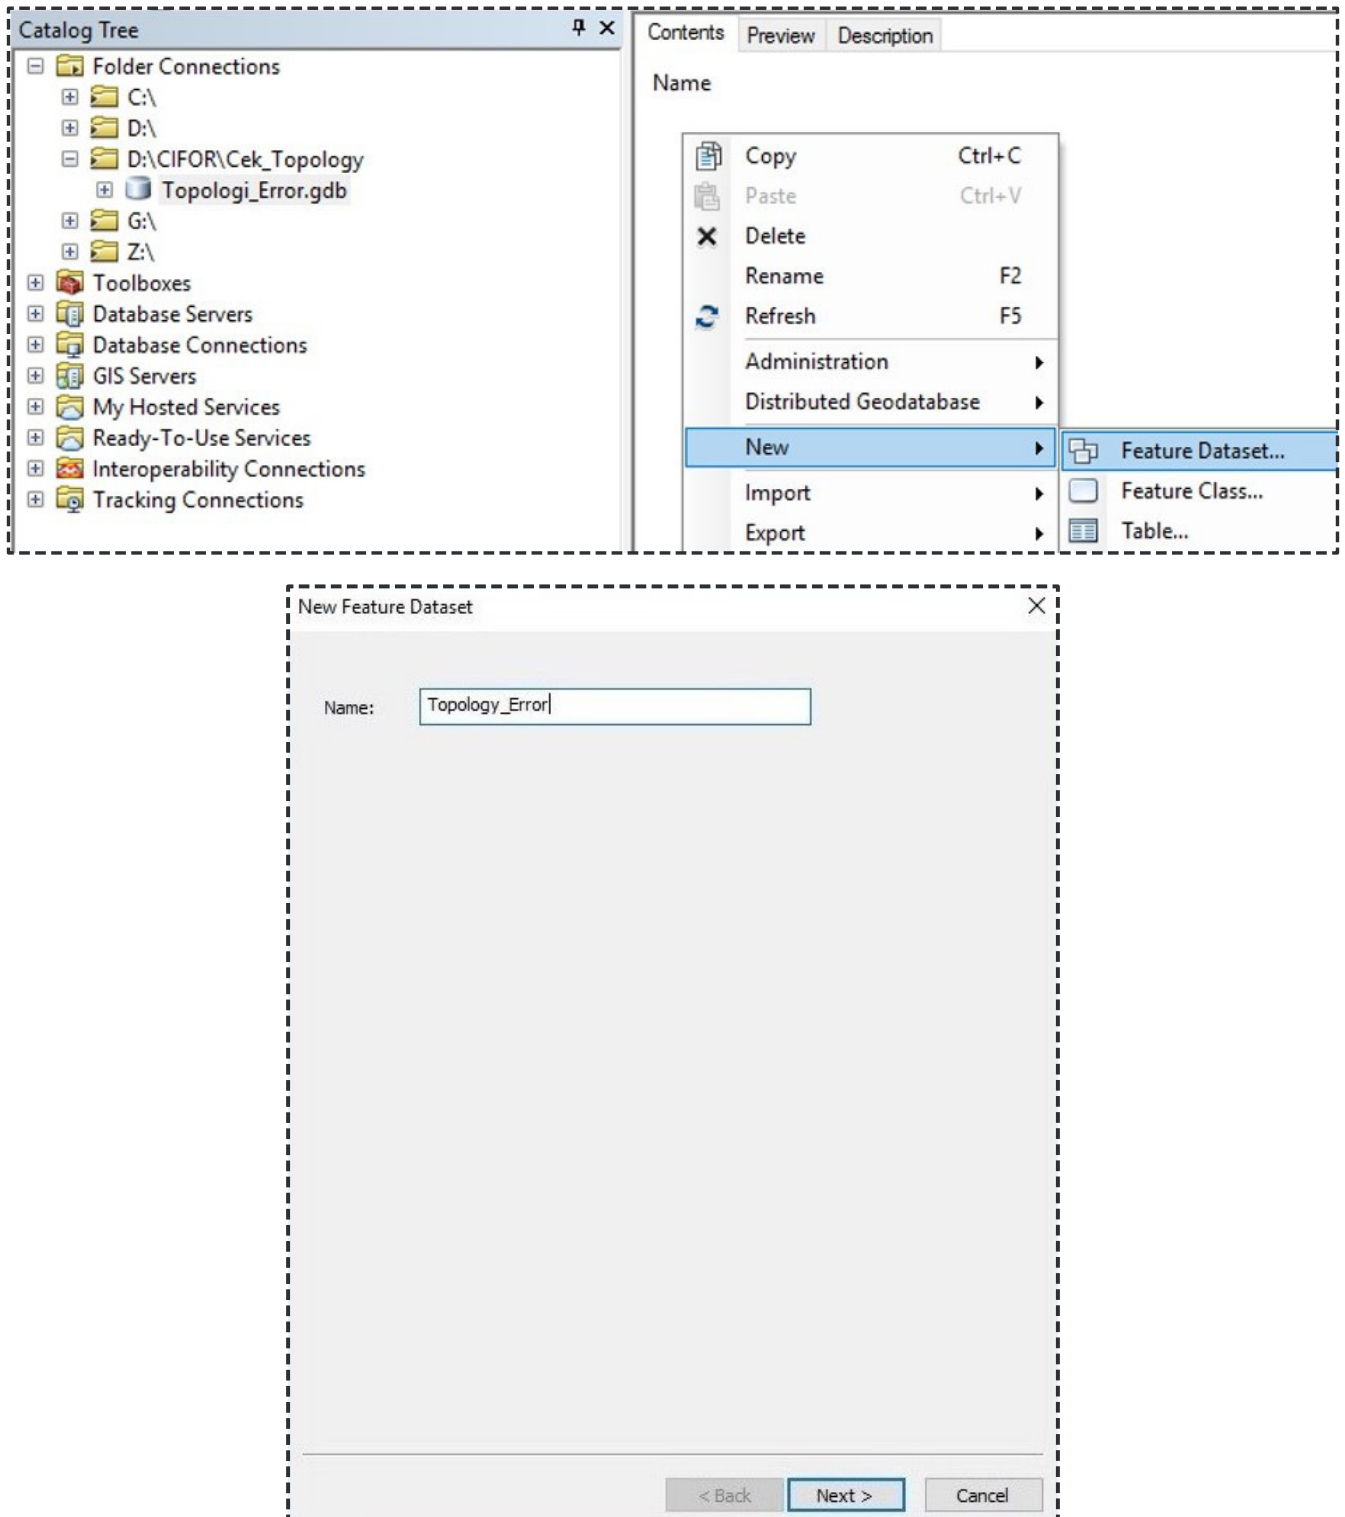 Catalog Tree
Folder Connections
C:\
D:\
D:\CIFOR\Cek_Topology
Topologi_Error.gdb
G:\
Z:\
Toolboxes
Database Servers
Database Connections
GIS Servers
My Hosted Services
Ready-To-Use Services
Interoperability Connections
Tracking Connections
Contents Preview Description
Name
Copy Ctrl+C
Paste Ctrl+V
Delete
Rename F2
Refresh F5
Administration
Distributed Geodatabase
New
Import
Export
Feature Dataset...
Feature Class...
Table...
New Feature Dataset
Name: Topology_Error
< Back Next > Cancel